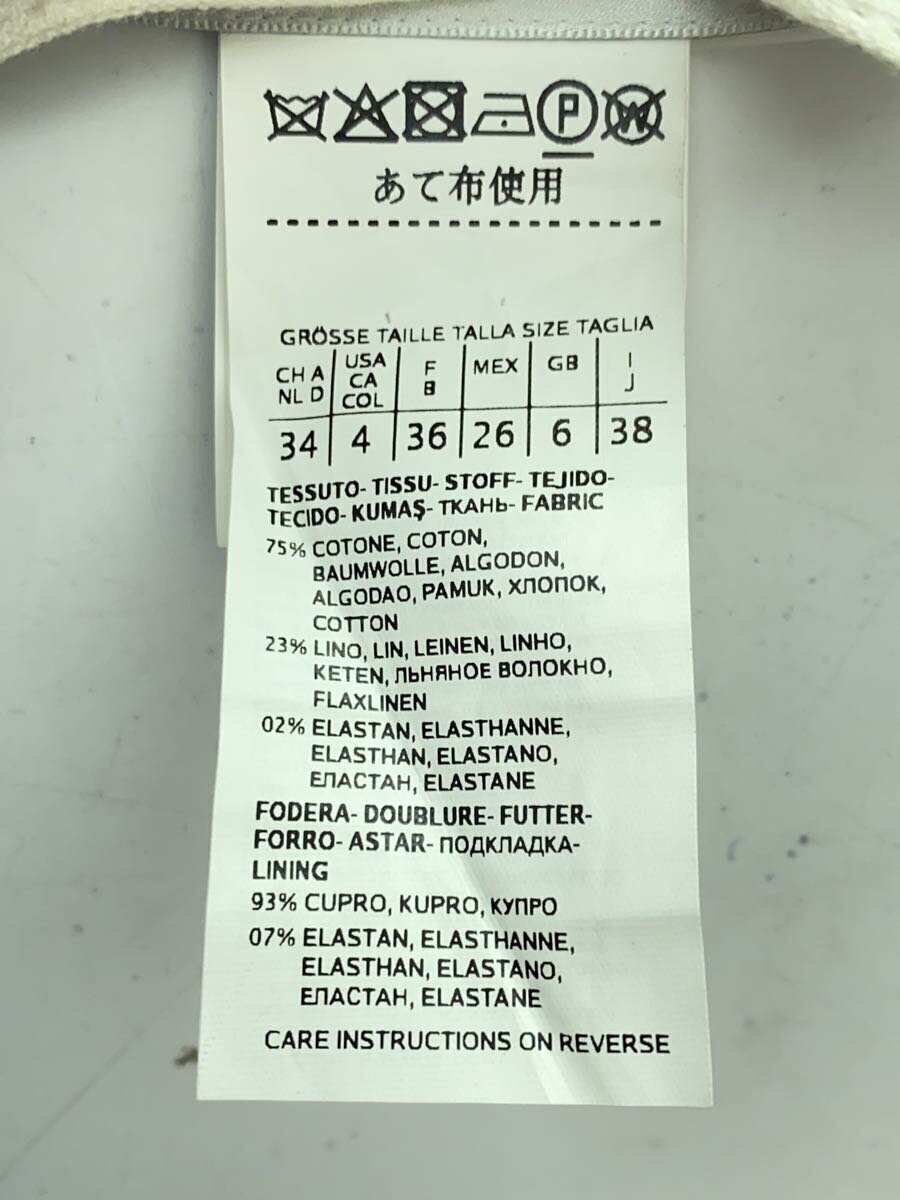 P W
あて布使用
GRÖSSE TAILLE TALLA SIZE TAGLIA
CH A NL D USA CA COL F B MEX GB I J
34 4 36 26 6 38
TESSUTO- TISSU- STOFF- TEJIDO-
TECIDO- KUMAŞ- ТКАНЬ- FABRIC
75% COTONE, COTON,
BAUMWOLLE, ALGODON,
ALGODAO, PAMUK, ХЛОПОК,
COTTON
23% LINO, LIN, LEINEN, LINHO,
KETEN, ЛЬНЯНОЕ ВОЛОКНО,
FLAXLINEN
02% ELASTAN, ELASTHANNE,
ELASTHAN, ELASTANO,
ЕЛАСТАН, ELASTANE
FODERA- DOUBLURE- FUTTER-
FORRO- ASTAR- ПОДКЛАДКА-
LINING
93% CUPRO, KUPRO, КУПРО
07% ELASTAN, ELASTHANNE,
ELASTHAN, ELASTANO,
ЕЛАСТАН, ELASTANE
CARE INSTRUCTIONS ON REVERSE